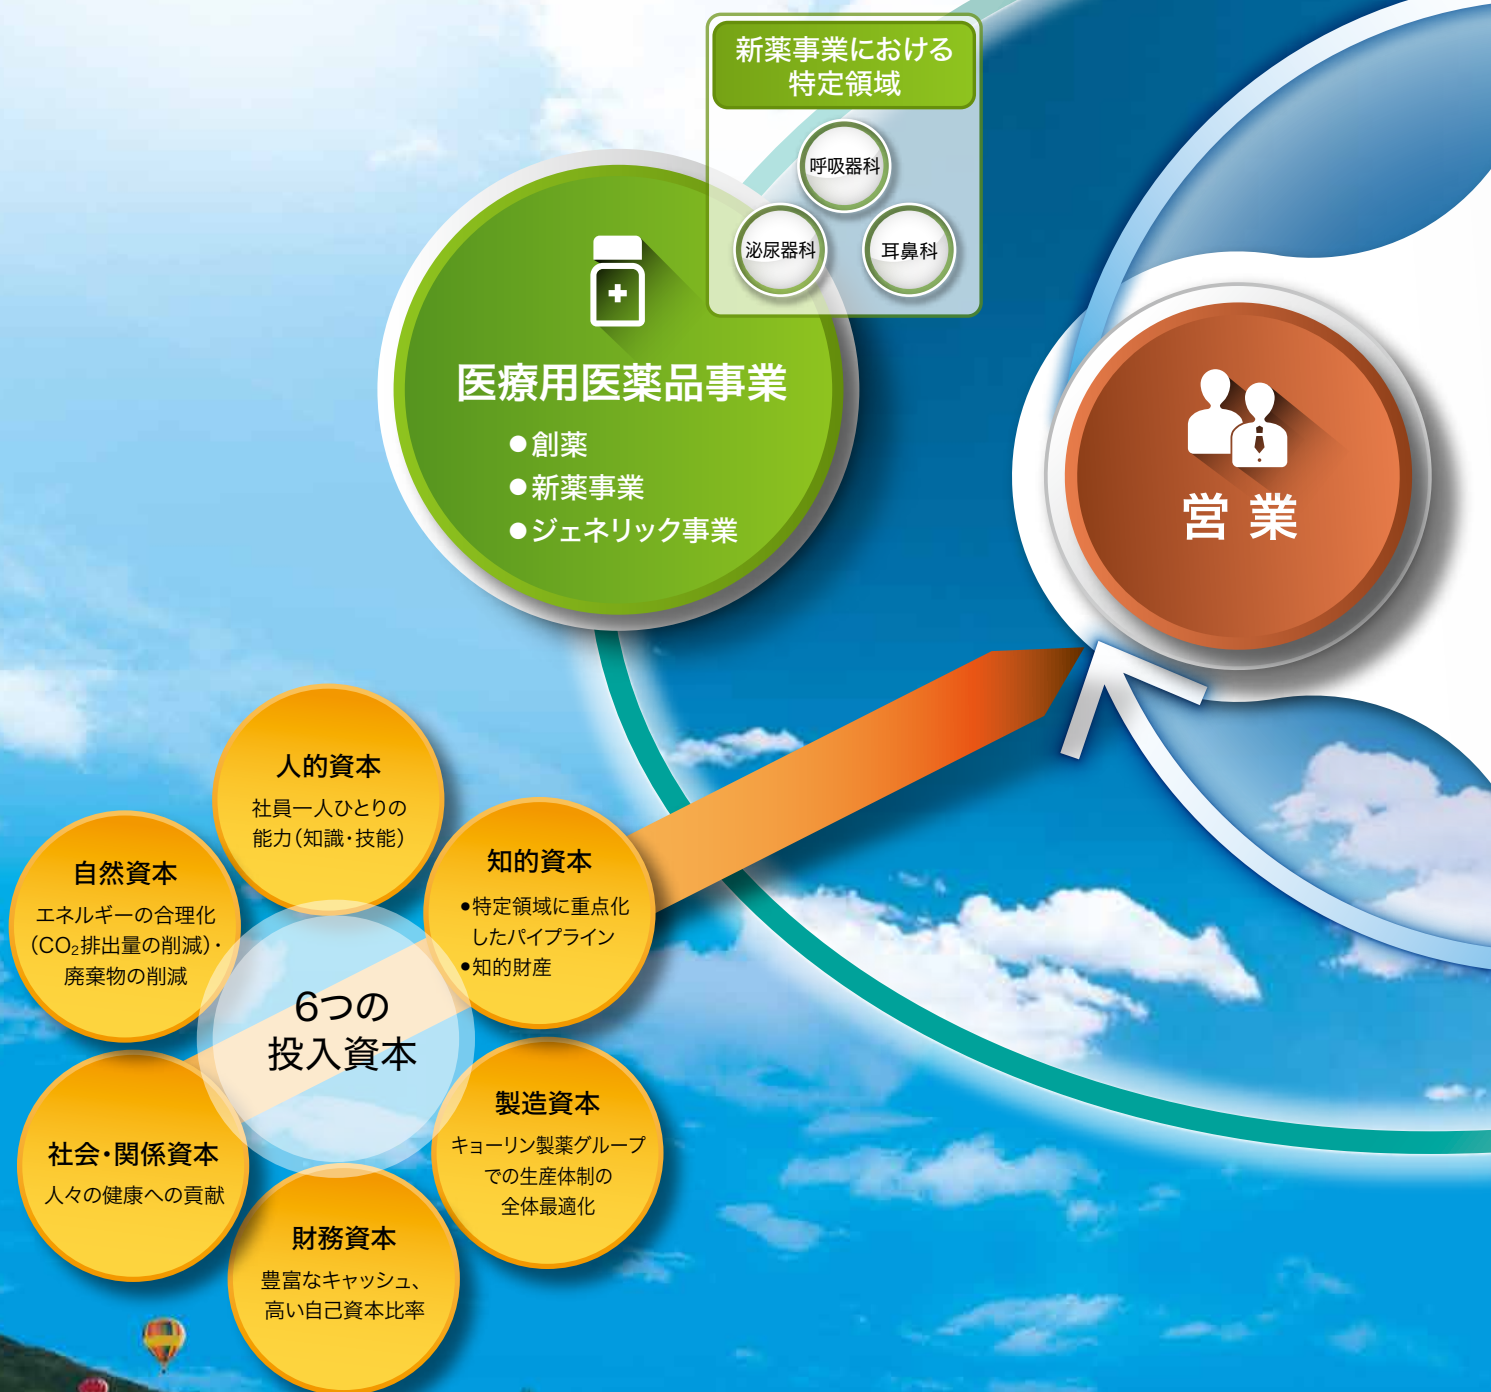 新薬事業における
特定領域
呼吸器科
泌尿器科
耳鼻科
医療用医薬品事業
●創薬
●新薬事業
●ジェネリック事業
営業
人的資本
社員一人ひとりの
能力（知識・技能）
自然資本
エネルギーの合理化
（CO₂排出量の削減）・
廃棄物の削減
知的資本
•特定領域に重点化
したパイプライン
•知的財産
6つの
投入資本
社会・関係資本
人々の健康への貢献
製造資本
キョーリン製薬グループ
での生産体制の
全体最適化
財務資本
豊富なキャッシュ、
高い自己資本比率